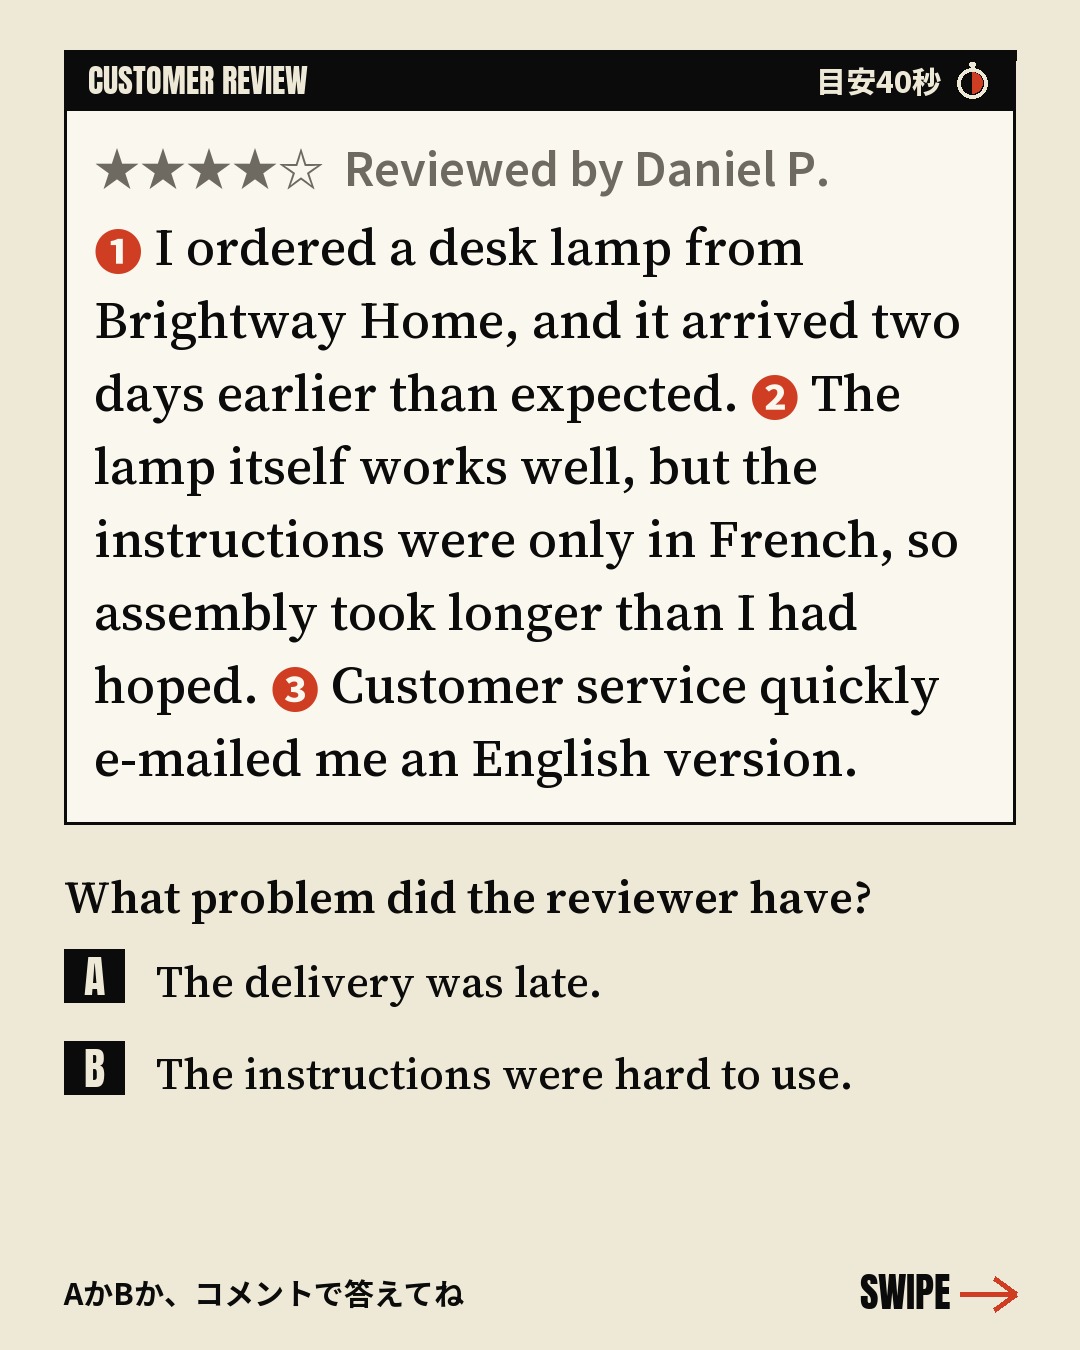 CUSTOMER REVIEW
目安40秒
★★★★☆ Reviewed by Daniel P.
❶ I ordered a desk lamp from
Brightway Home, and it arrived two
days earlier than expected. ❷ The
lamp itself works well, but the
instructions were only in French, so
assembly took longer than I had
hoped. ❸ Customer service quickly
e-mailed me an English version.
What problem did the reviewer have?
A The delivery was late.
B The instructions were hard to use.
AかBか、コメントで答えてね
SWIPE →